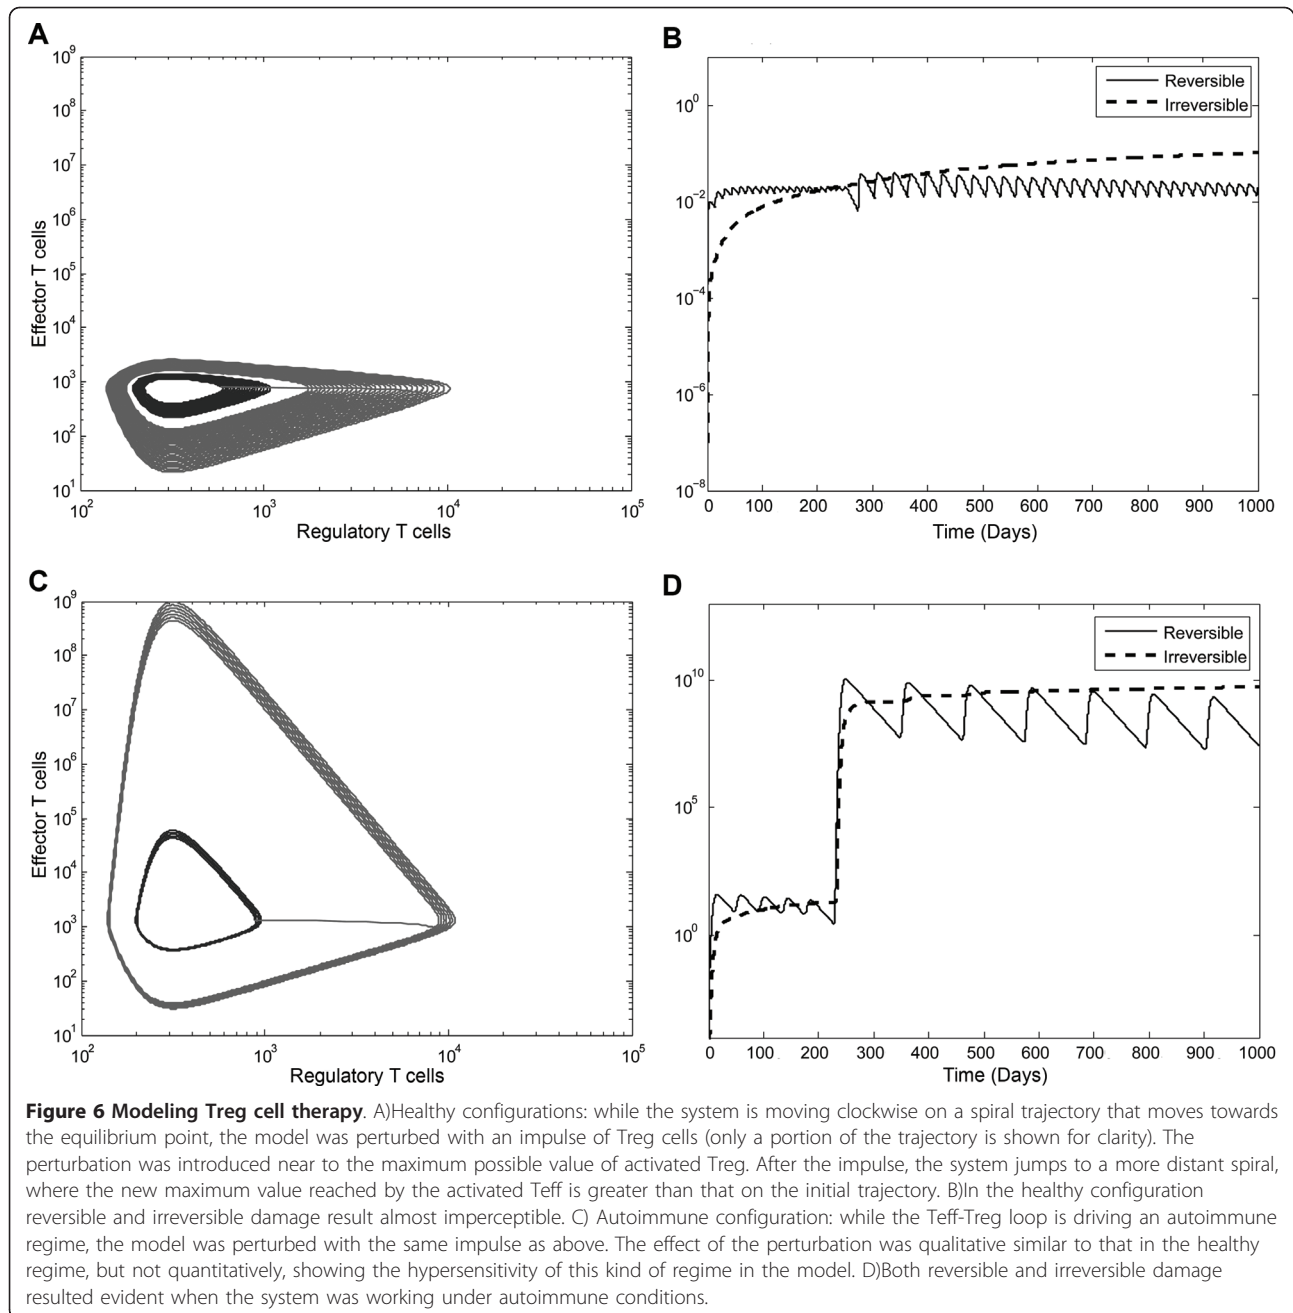 A
10^9
10^8
10^7
10^6
10^5
10^4
10^3
10^2
10^1
Effector T cells
10^2 10^3 10^4 10^5
Regulatory T cells
B
Reversible
Irreversible
10^0
10^-2
10^-4
10^-6
10^-8
0 100 200 300 400 500 600 700 800 900 1000
Time (Days)
C
10^9
10^8
10^7
10^6
10^5
10^4
10^3
10^2
10^1
Effector T cells
10^2 10^3 10^4 10^5
Regulatory T cells
D
Reversible
Irreversible
10^10
10^5
10^0
0 100 200 300 400 500 600 700 800 900 1000
Time (Days)
Figure 6 Modeling Treg cell therapy. A)Healthy configurations: while the system is moving clockwise on a spiral trajectory that moves towards
the equilibrium point, the model was perturbed with an impulse of Treg cells (only a portion of the trajectory is shown for clarity). The
perturbation was introduced near to the maximum possible value of activated Treg. After the impulse, the system jumps to a more distant spiral,
where the new maximum value reached by the activated Teff is greater than that on the initial trajectory. B)In the healthy configuration
reversible and irreversible damage result almost imperceptible. C) Autoimmune configuration: while the Teff-Treg loop is driving an autoimmune
regime, the model was perturbed with the same impulse as above. The effect of the perturbation was qualitative similar to that in the healthy
regime, but not quantitatively, showing the hypersensitivity of this kind of regime in the model. D)Both reversible and irreversible damage
resulted evident when the system was working under autoimmune conditions.